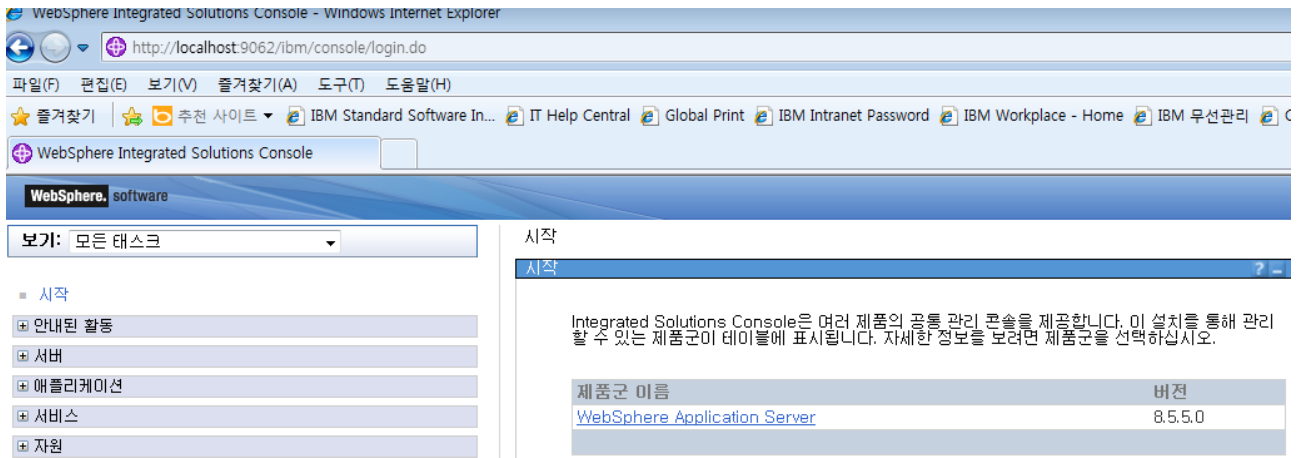 WebSphere Integrated Solutions Console - Windows Internet Explorer
http://localhost:9062/ibm/console/login.do
파일(F) 편집(E) 보기(V) 즐겨찾기(A) 도구(T) 도움말(H)
즐겨찾기 추천 사이트 IBM Standard Software In... IT Help Central Global Print IBM Intranet Password IBM Workplace - Home IBM 무선관리
WebSphere Integrated Solutions Console
WebSphere. software
보기: 모든 태스크
시작
안내된 활동
서버
애플리케이션
서비스
자원
시작
시작
Integrated Solutions Console은 여러 제품의 공통 관리 콘솔을 제공합니다. 이 설치를 통해 관리
할 수 있는 제품군이 테이블에 표시됩니다. 자세한 정보를 보려면 제품군을 선택하십시오.
제품군 이름 버전
WebSphere Application Server 8.5.5.0